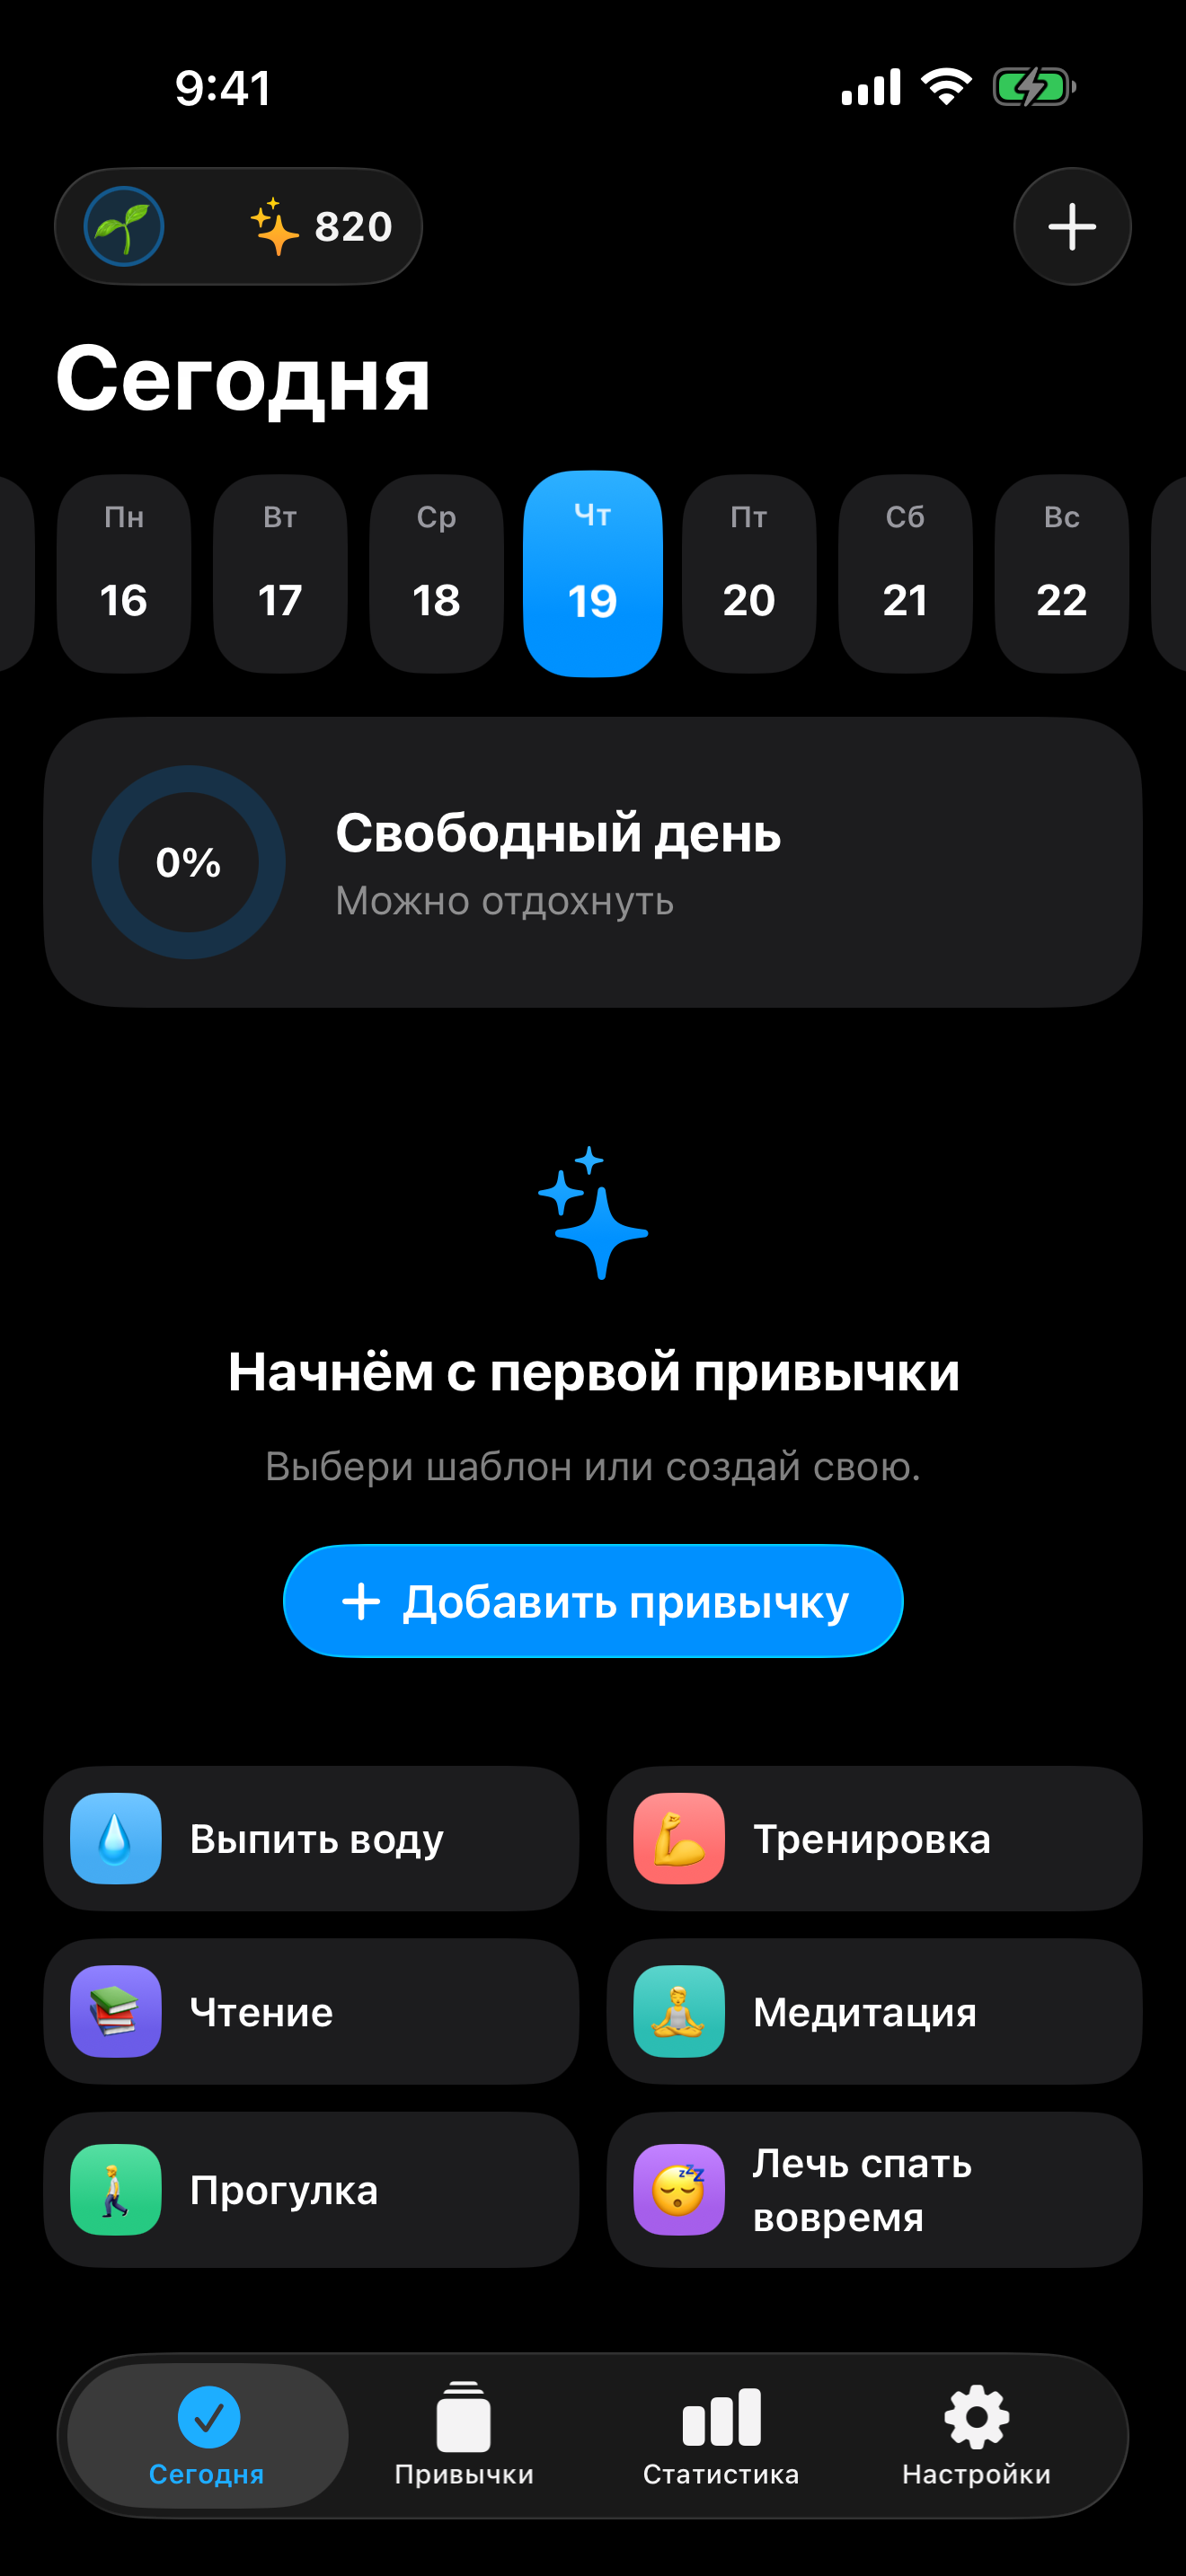 9:41
820
Сегодня
Пн Вт Ср Чт Пт Сб Вс
16 17 18 19 20 21 22
0%
Свободный день
Можно отдохнуть
Начнём с первой привычки
Выбери шаблон или создай свою.
+ Добавить привычку
Выпить воду
Тренировка
Чтение
Медитация
Прогулка
Лечь спать
вовремя
Сегодня Привычки Статистика Настройки